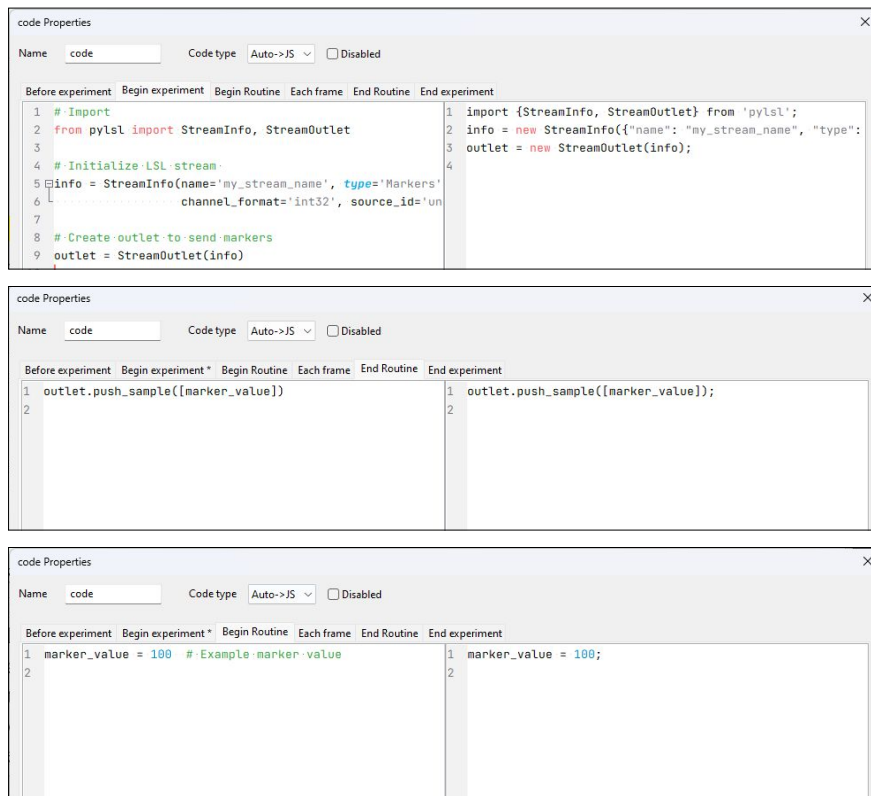 code Properties
Name code Code type Auto->JS Disabled
Before experiment Begin experiment Begin Routine Each frame End Routine End experiment
1 # Import
2 from pylsl import StreamInfo, StreamOutlet
3
4 # Initialize LSL stream
5 info = StreamInfo(name='my_stream_name', type='Markers'
6 channel_format='int32', source_id='un
7
8 # Create outlet to send markers
9 outlet = StreamOutlet(info)
1 import {StreamInfo, StreamOutlet} from 'pylsl';
2 info = new StreamInfo({"name": "my_stream_name", "type":
3 outlet = new StreamOutlet(info);
4
code Properties
Name code Code type Auto->JS Disabled
Before experiment Begin experiment * Begin Routine Each frame End Routine End experiment
1 outlet.push_sample([marker_value])
2
1 outlet.push_sample([marker_value]);
2
code Properties
Name code Code type Auto->JS Disabled
Before experiment Begin experiment * Begin Routine Each frame End Routine End experiment
1 marker_value = 100 # Example marker value
2
1 marker_value = 100;
2